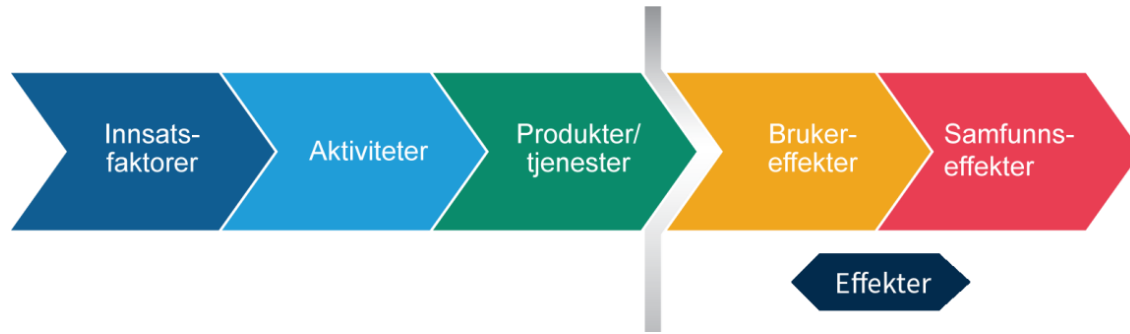 Innsats-
faktorer
Aktiviteter
Produkter/
tjenester
Bruker-
effekter
Samfunns-
effekter
Effekter